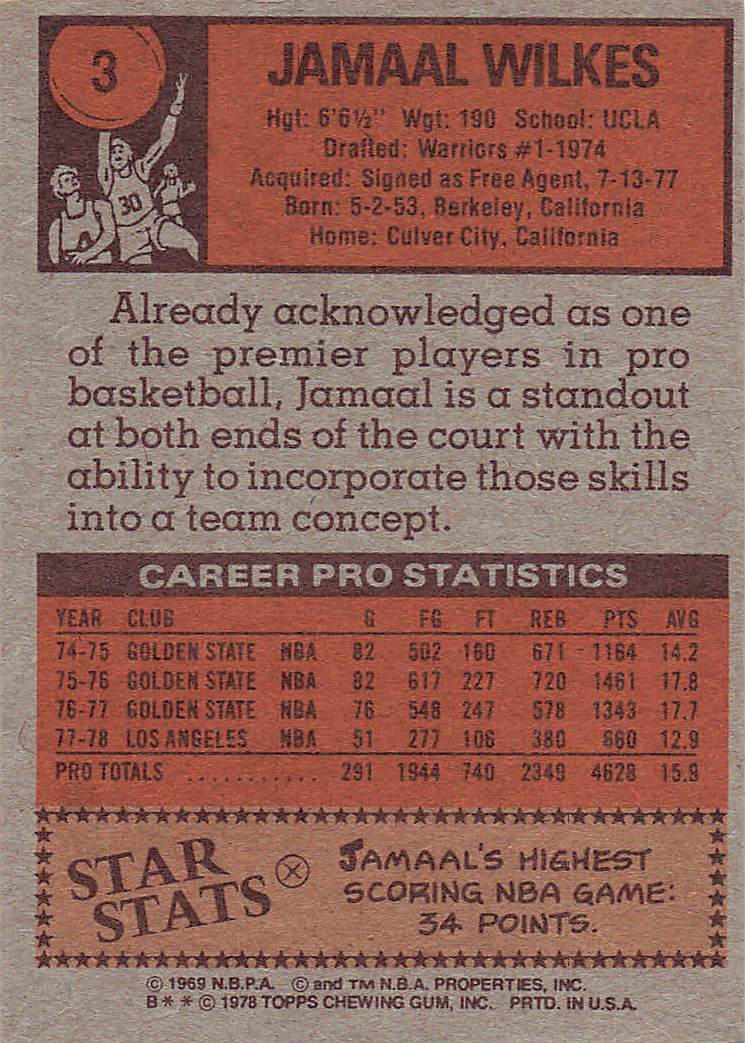 3
JAMAAL WILKES
Hgt: 6'6½" Wgt: 190 School: UCLA
Drafted: Warriors #1-1974
Acquired: Signed as Free Agent, 7-13-77
Born: 5-2-53, Berkeley, California
Home: Culver City, California
30
Already acknowledged as one
of the premier players in pro
basketball, Jamaal is a standout
at both ends of the court with the
ability to incorporate those skills
into a team concept.
CAREER PRO STATISTICS
YEAR CLUB G FG FT REB PTS AVG
74-75 GOLDEN STATE NBA 82 502 160 671 1164 14.2
75-76 GOLDEN STATE NBA 82 617 227 720 1461 17.8
76-77 GOLDEN STATE NBA 76 548 247 578 1343 17.7
77-78 LOS ANGELES NBA 51 277 106 380 660 12.9
PRO TOTALS ........... 291 1944 740 2349 4628 15.9
STAR
STATS
JAMAAL'S HIGHEST
SCORING NBA GAME:
34 POINTS.
© 1969 N.B.P.A. © and TM N.B.A. PROPERTIES, INC.
B * * © 1978 TOPPS CHEWING GUM, INC. PRTD. IN U.S.A.